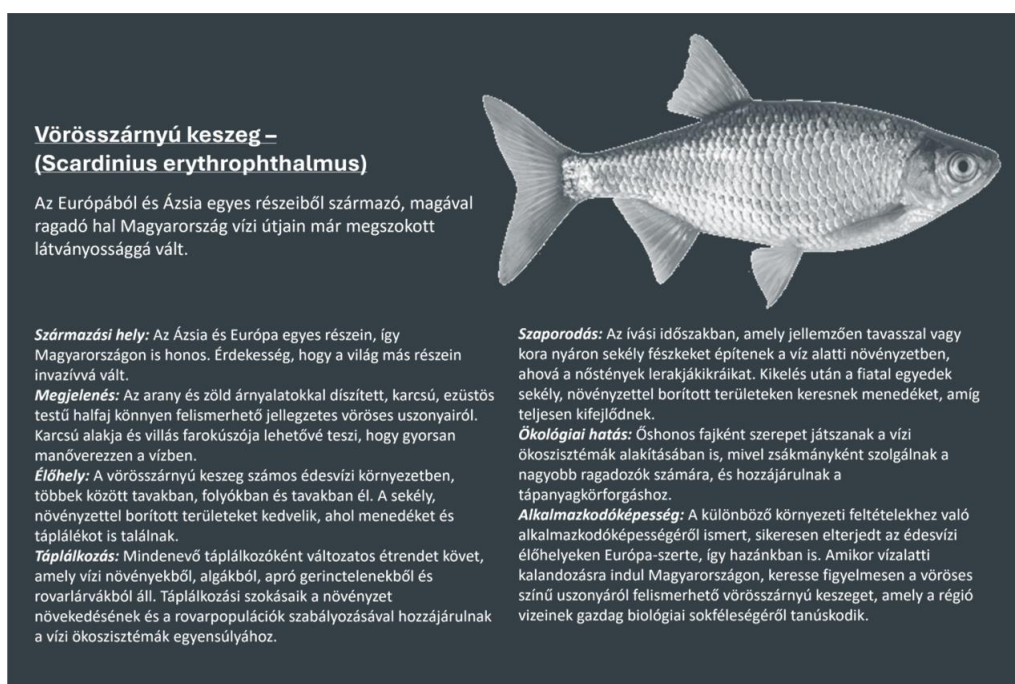 Vörösszárnyú keszeg –
(Scardinius erythrophthalmus)
Az Európából és Ázsia egyes részeiből származó, magával
ragadó hal Magyarország vízi útjain már megszokott
látványossággá vált.
Származási hely: Az Ázsia és Európa egyes részein, így
Magyarországon is honos. Érdekesség, hogy a világ más részein
invazívvá vált.
Megjelenés: Az arany és zöld árnyalatokkal díszített, karcsú, ezüstös
testű halfaj könnyen felismerhető jellegzetes vöröses uszonyairól.
Karcsú alakja és villás farokúszója lehetővé teszi, hogy gyorsan
manőverezzen a vízben.
Élőhely: A vörösszárnyú keszeg számos édesvízi környezetben,
többek között tavakban, folyókban és tavakban él. A sekély,
növényzettel borított területeket kedvelik, ahol menedéket és
táplálékot is találnak.
Táplálkozás: Mindenevő táplálkozóként változatos étrendet követ,
amely vízi növényekből, algákból, apró gerinctelenekből és
rovarlárvákból áll. Táplálkozási szokásaik a növényzet
növekedésének és a rovarpopulációk szabályozásával hozzájárulnak
a vízi ökoszisztémák egyensúlyához.
Szaporodás: Az ívási időszakban, amely jellemzően tavasszal vagy
kora nyáron sekély fészkeket építenek a víz alatti növényzetben,
ahová a nőstények lerakjákikráikat. Kikelés után a fiatal egyedek
sekély, növényzettel borított területeken keresnek menedéket, amíg
teljesen kifejlődnek.
Ökológiai hatás: Őshonos fajként szerepet játszanak a vízi
ökoszisztémák alakításában is, mivel zsákmányként szolgálnak a
nagyobb ragadozók számára, és hozzájárulnak a
tápanyagkörforgáshoz.
Alkalmazkodóképesség: A különböző környezeti feltételekhez való
alkalmazkodóképességéről ismert, sikeresen elterjedt az édesvízi
élőhelyeken Európa-szerte, így hazánkban is. Amikor vízalatti
kalandozásra indul Magyarországon, keresse figyelmesen a vöröses
színű uszonyáról felismerhető vörösszárnyú keszeget, amely a régió
vizeinek gazdag biológiai sokféleségéről tanúskodik.